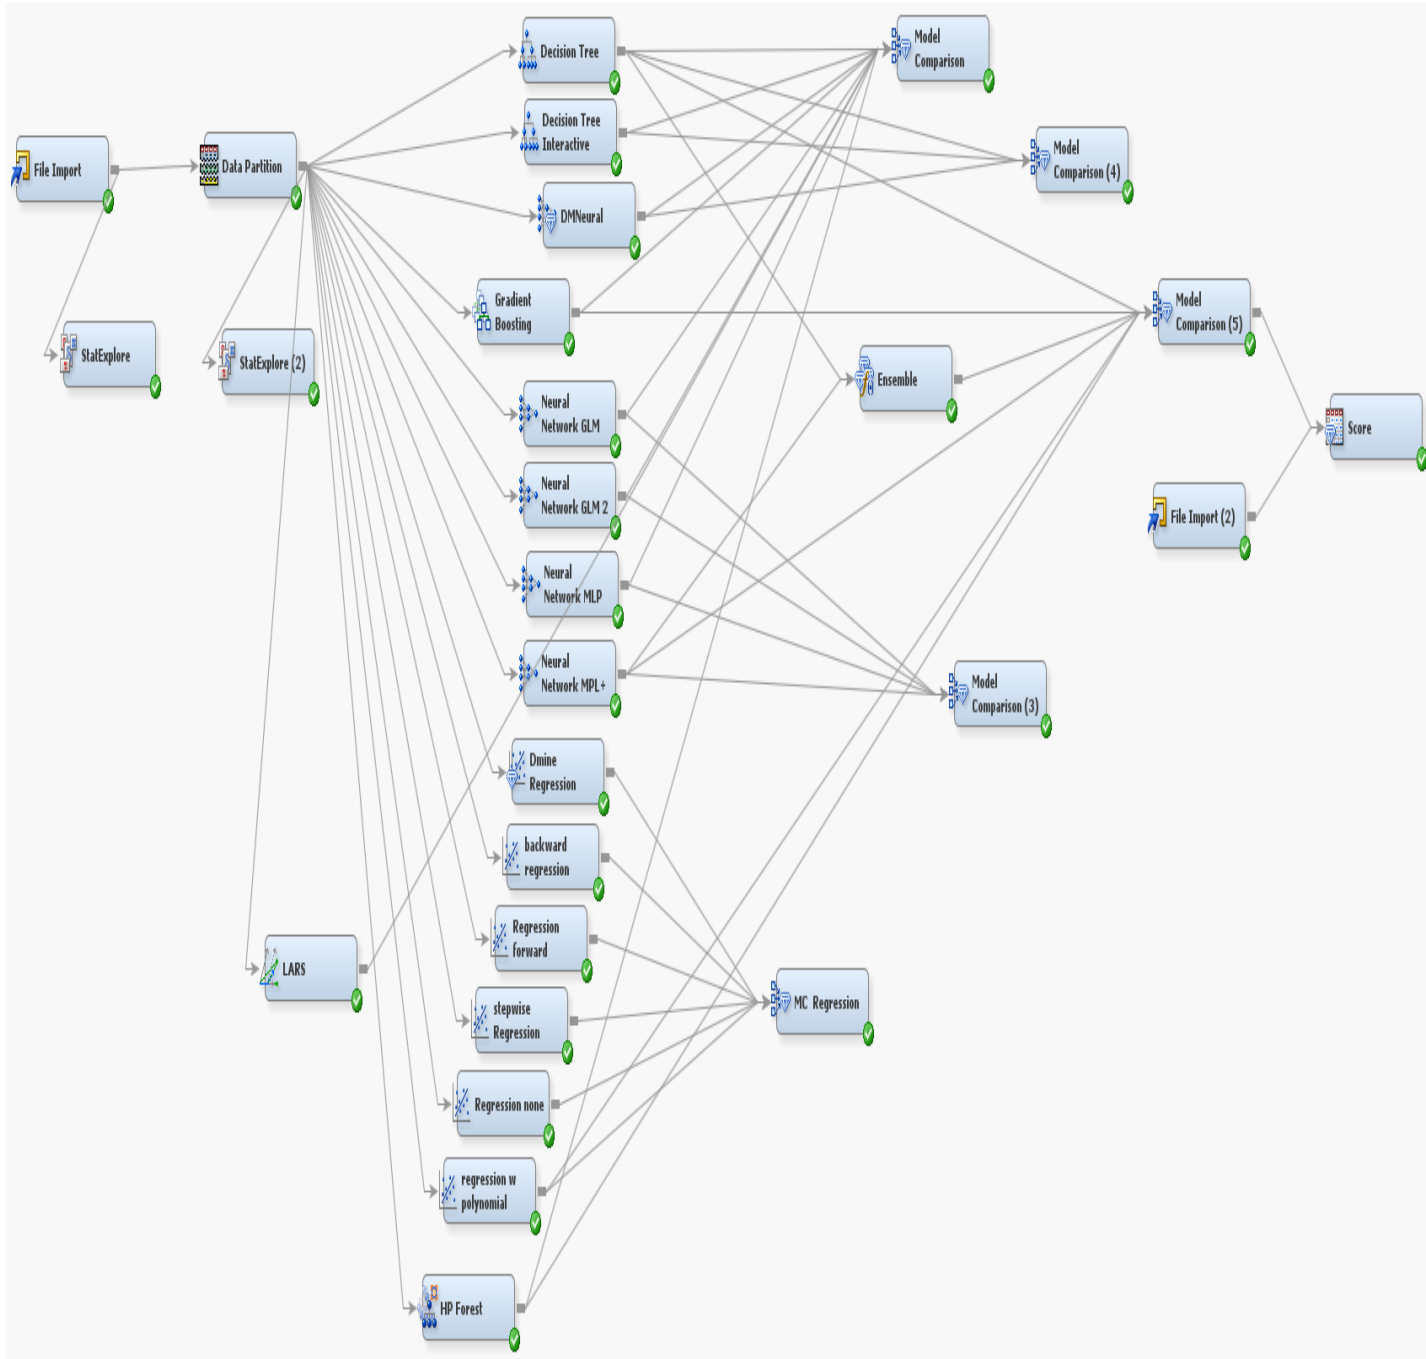 Decision Tree
Model
Comparison
Decision Tree
Interactive
File Import
Data Partition
Model
Comparison (4)
DMNeural
Gradient
Boosting
Model
Comparison (5)
StatExplore
StatExplore (2)
Ensemble
Neural
Network GLM
Score
Neural
Network GLM 2
File Import (2)
Neural
Network MLP
Neural
Network MPL+
Model
Comparison (3)
Dmine
Regression
backward
regression
Regression
forward
LARS
stepwise
Regression
MC Regression
Regression none
regression w
polynomial
HP Forest